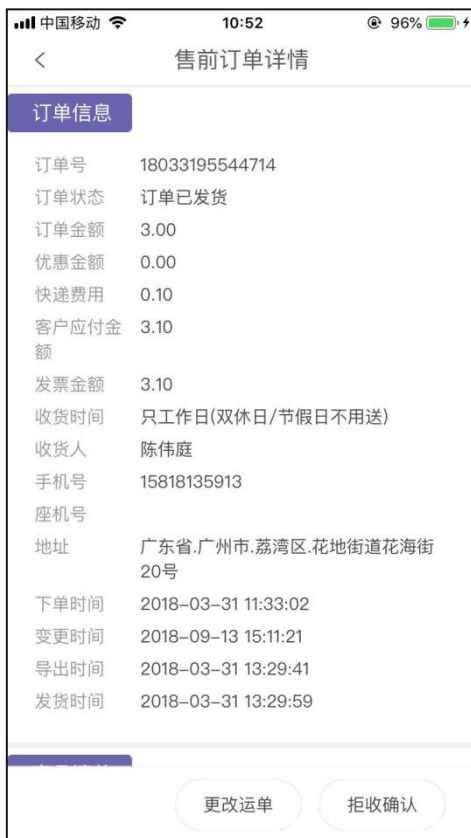 中国移动 10:52 96%
售前订单详情
订单信息
订单号 18033195544714
订单状态 订单已发货
订单金额 3.00
优惠金额 0.00
快递费用 0.10
客户应付金 3.10
额
发票金额 3.10
收货时间 只工作日(双休日/节假日不用送)
收货人 陈伟庭
手机号 15818135913
座机号
地址 广东省.广州市.荔湾区.花地街道花海街
20号
下单时间 2018-03-31 11:33:02
变更时间 2018-09-13 15:11:21
导出时间 2018-03-31 13:29:41
发货时间 2018-03-31 13:29:59
更改运单 拒收确认